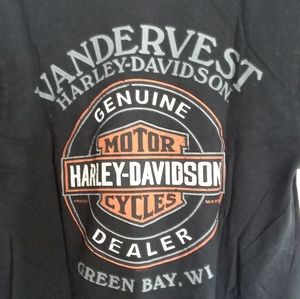 VANDERVEST
HARLEY-DAVIDSON
GENUINE
MOTOR
HARLEY-DAVIDSON
CYCLES
DEALER
GREEN BAY, WI